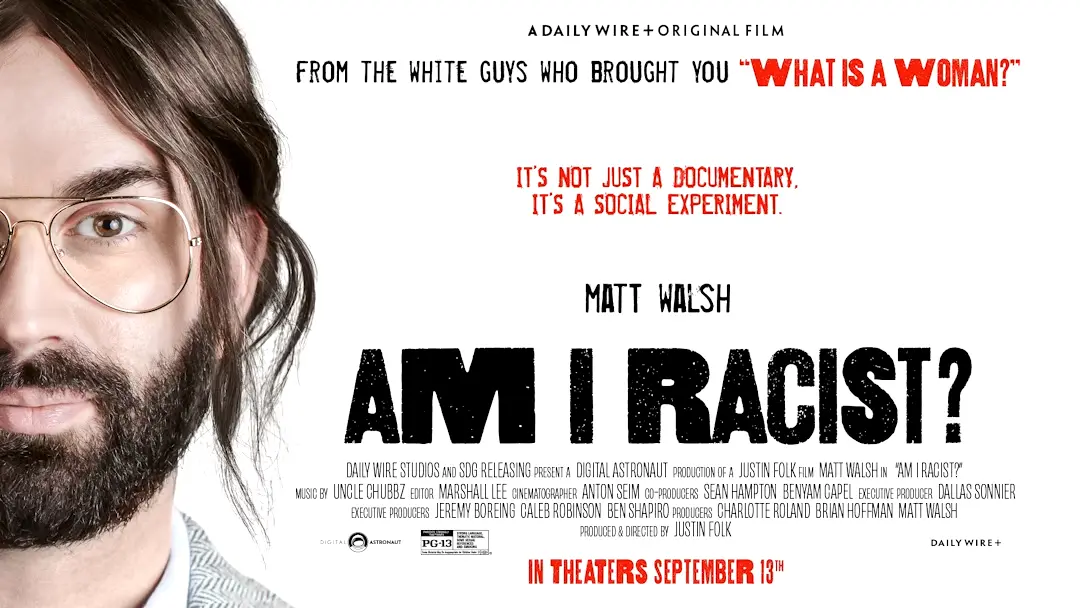 A DAILY WIRE+ ORIGINAL FILM
FROM THE WHITE GUYS WHO BROUGHT YOU "WHAT IS A WOMAN?"
IT'S NOT JUST A DOCUMENTARY,
IT'S A SOCIAL EXPERIMENT.
MATT WALSH
AM I RACIST?
DAILY WIRE STUDIOS AND SDG RELEASING PRESENT A DIGITAL ASTRONAUT PRODUCTION OF A JUSTIN FOLK FILM MATT WALSH IN "AM I RACIST?"
MUSIC BY UNCLE CHUBBZ EDITOR MARSHALL LEE CINEMATOGRAPHER ANTON SEIM CO-PRODUCERS SEAN HAMPTON BENYAM CAPEL EXECUTIVE PRODUCER DALLAS SONNIER
EXECUTIVE PRODUCERS JEREMY BOREING CALEB ROBINSON BEN SHAPIRO PRODUCERS CHARLOTTE ROLAND BRIAN HOFFMAN MATT WALSH
PRODUCED & DIRECTED BY JUSTIN FOLK
DIGITAL ASTRONAUT
PG-13
DAILY WIRE+
IN THEATERS SEPTEMBER 13TH